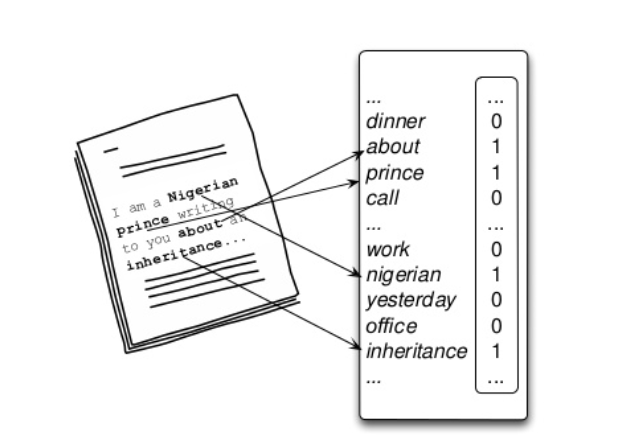 I am a Nigerian
prince writing
to you about an
inheritance...
... ...
dinner 0
about 1
prince 1
call 0
... ...
work 0
nigerian 1
yesterday 0
office 0
inheritance 1
... ...